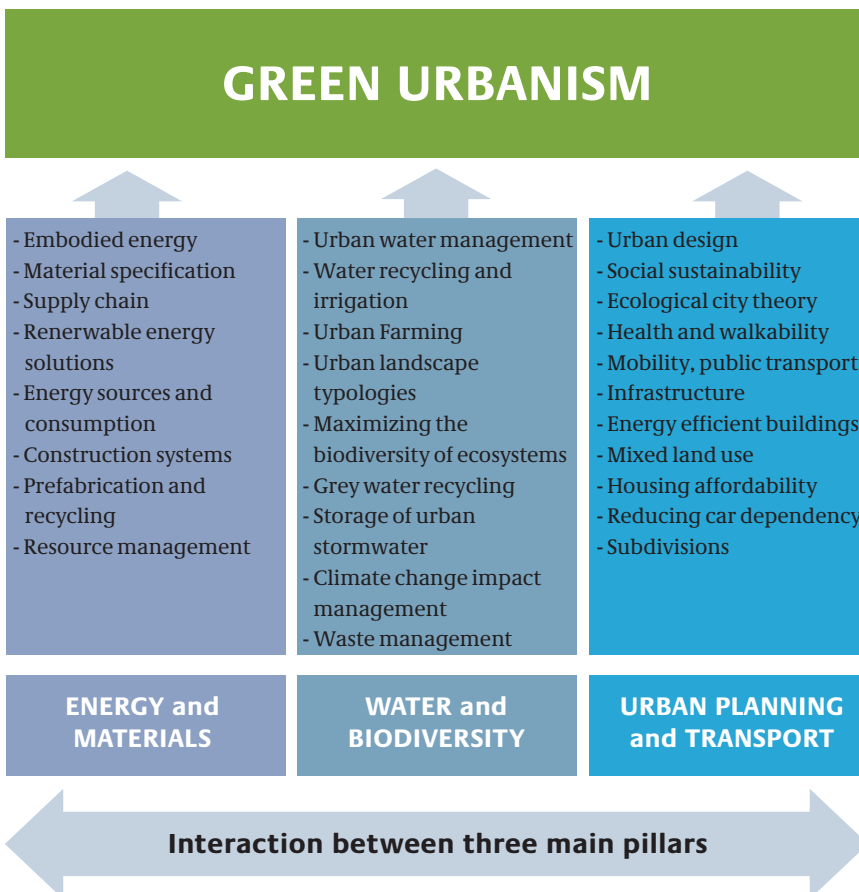 GREEN URBANISM
- Embodied energy
- Material specification
- Supply chain
- Renerwable energy
solutions
- Energy sources and
consumption
- Construction systems
- Prefabrication and
recycling
- Resource management
- Urban water management
- Water recycling and
irrigation
- Urban Farming
- Urban landscape
typologies
- Maximizing the
biodiversity of ecosystems
- Grey water recycling
- Storage of urban
stormwater
- Climate change impact
management
- Waste management
- Urban design
- Social sustainability
- Ecological city theory
- Health and walkability
- Mobility, public transport
- Infrastructure
- Energy efficient buildings
- Mixed land use
- Housing affordability
- Reducing car dependency
- Subdivisions
ENERGY and
MATERIALS
WATER and
BIODIVERSITY
URBAN PLANNING
and TRANSPORT
Interaction between three main pillars